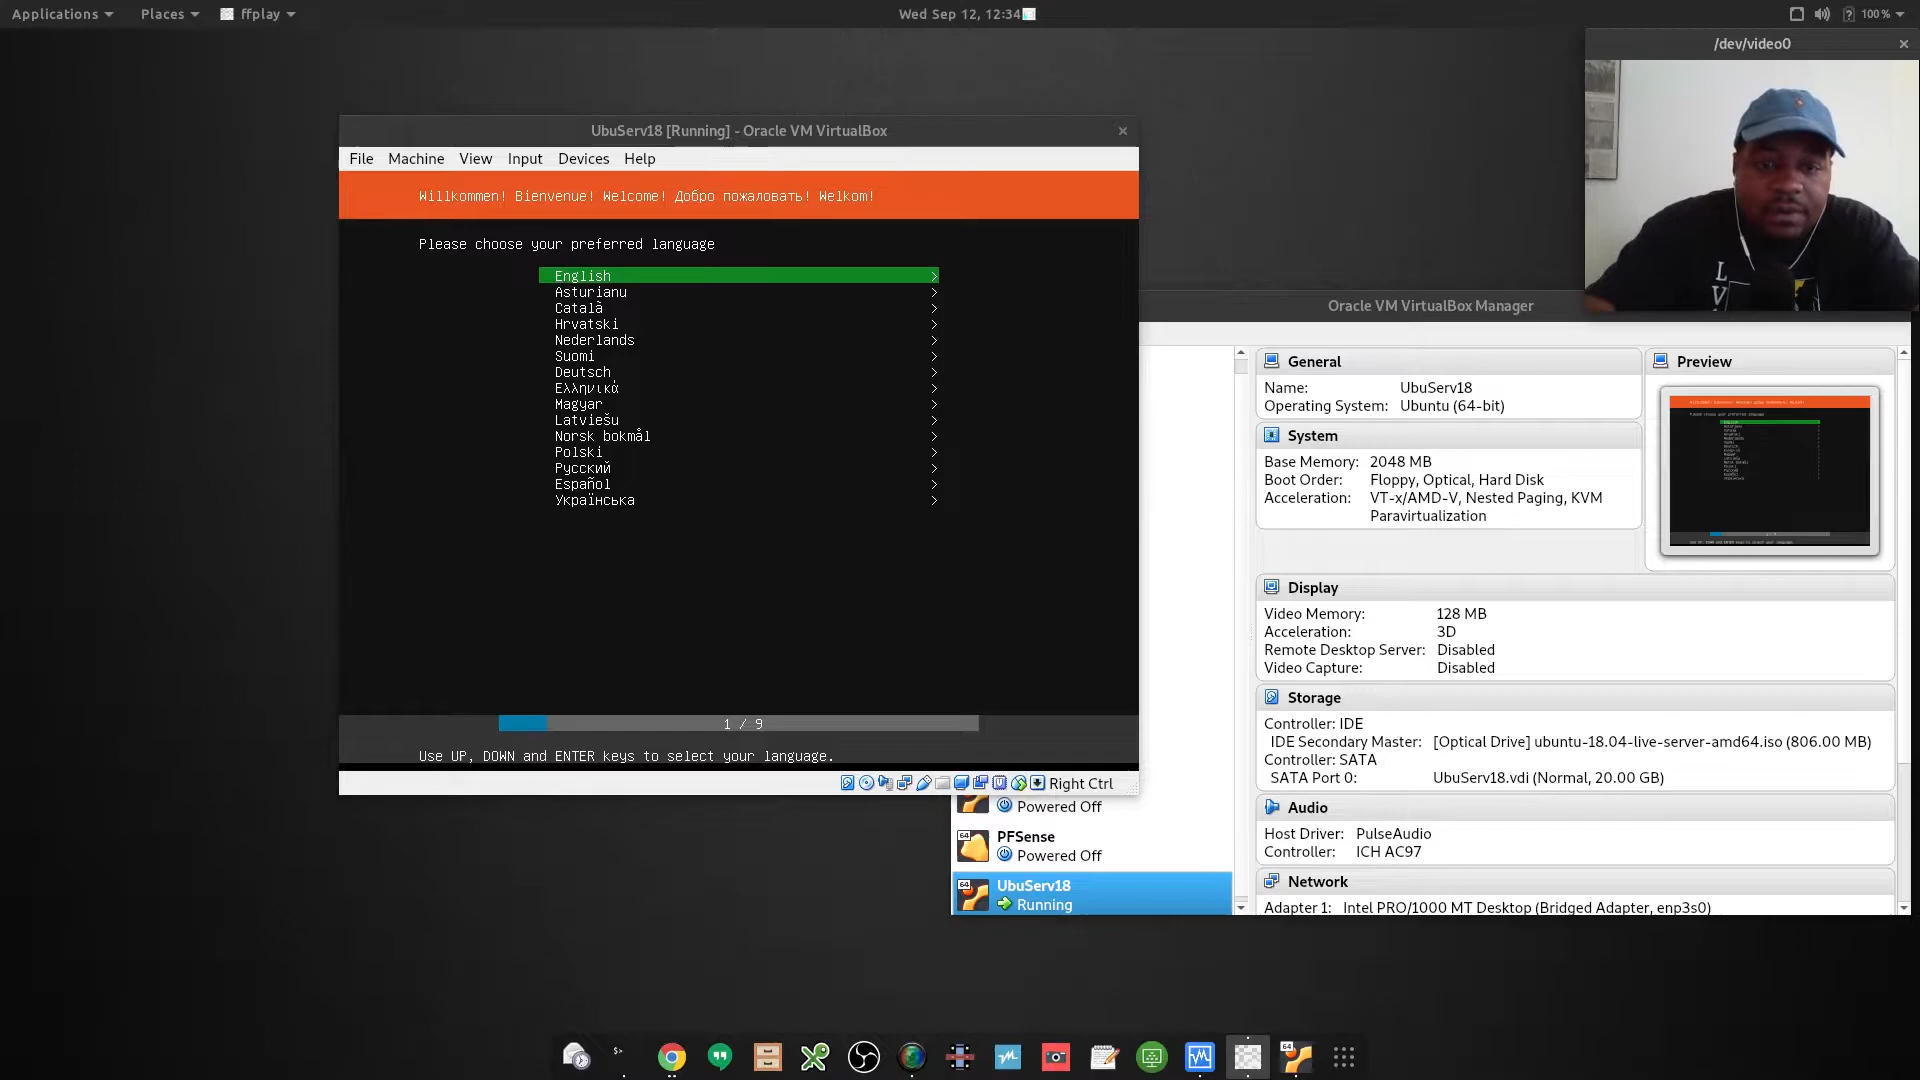 Applications
Places
ffplay
Wed Sep 12, 12:34
100 %
/dev/video0
UbuServ18 [Running] - Oracle VM VirtualBox
File Machine View Input Devices Help
Willkommen! Bienvenue! Welcome! Добро пожаловать! Welkom!
Please choose your preferred language
English >
Asturianu >
Català >
Hrvatski >
Nederlands >
Suomi >
Deutsch >
Ελληνικά >
Magyar >
Latviešu >
Norsk bokmål >
Polski >
Русский >
Español >
Українська >
1 / 9
Use UP, DOWN and ENTER keys to select your language.
Right Ctrl
Oracle VM VirtualBox Manager
Powered Off
PFSense
Powered Off
UbuServ18
Running
General
Name: UbuServ18
Operating System: Ubuntu (64-bit)
System
Base Memory: 2048 MB
Boot Order: Floppy, Optical, Hard Disk
Acceleration: VT-x/AMD-V, Nested Paging, KVM
Paravirtualization
Preview
Display
Video Memory: 128 MB
Acceleration: 3D
Remote Desktop Server: Disabled
Video Capture: Disabled
Storage
Controller: IDE
IDE Secondary Master: [Optical Drive] ubuntu-18.04-live-server-amd64.iso (806.00 MB)
Controller: SATA
SATA Port 0: UbuServ18.vdi (Normal, 20.00 GB)
Audio
Host Driver: PulseAudio
Controller: ICH AC97
Network
Adapter 1: Intel PRO/1000 MT Desktop (Bridged Adapter, enp3s0)